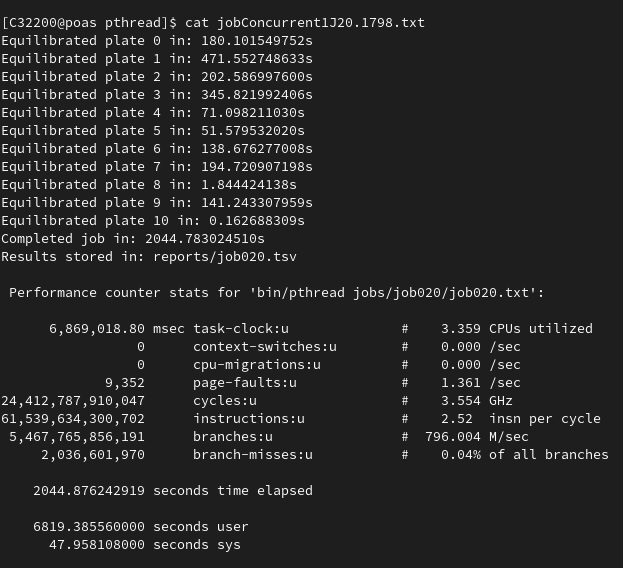 [C32200@poas pthread]$ cat jobConcurrent1J20.1798.txt
Equilibrated plate 0 in: 180.101549752s
Equilibrated plate 1 in: 471.552748633s
Equilibrated plate 2 in: 202.586997600s
Equilibrated plate 3 in: 345.821992406s
Equilibrated plate 4 in: 71.098211030s
Equilibrated plate 5 in: 51.579532020s
Equilibrated plate 6 in: 138.676277008s
Equilibrated plate 7 in: 194.720907198s
Equilibrated plate 8 in: 1.844424138s
Equilibrated plate 9 in: 141.243307959s
Equilibrated plate 10 in: 0.162688309s
Completed job in: 2044.783024510s
Results stored in: reports/job020.tsv
Performance counter stats for 'bin/pthread jobs/job020/job020.txt':
6,869,018.80 msec task-clock:u # 3.359 CPUs utilized
0 context-switches:u # 0.000 /sec
0 cpu-migrations:u # 0.000 /sec
9,352 page-faults:u # 1.361 /sec
24,412,787,910,047 cycles:u # 3.554 GHz
61,539,634,300,702 instructions:u # 2.52 insn per cycle
5,467,765,856,191 branches:u # 796.004 M/sec
2,036,601,970 branch-misses:u # 0.04% of all branches
2044.876242919 seconds time elapsed
6819.385560000 seconds user
47.958108000 seconds sys